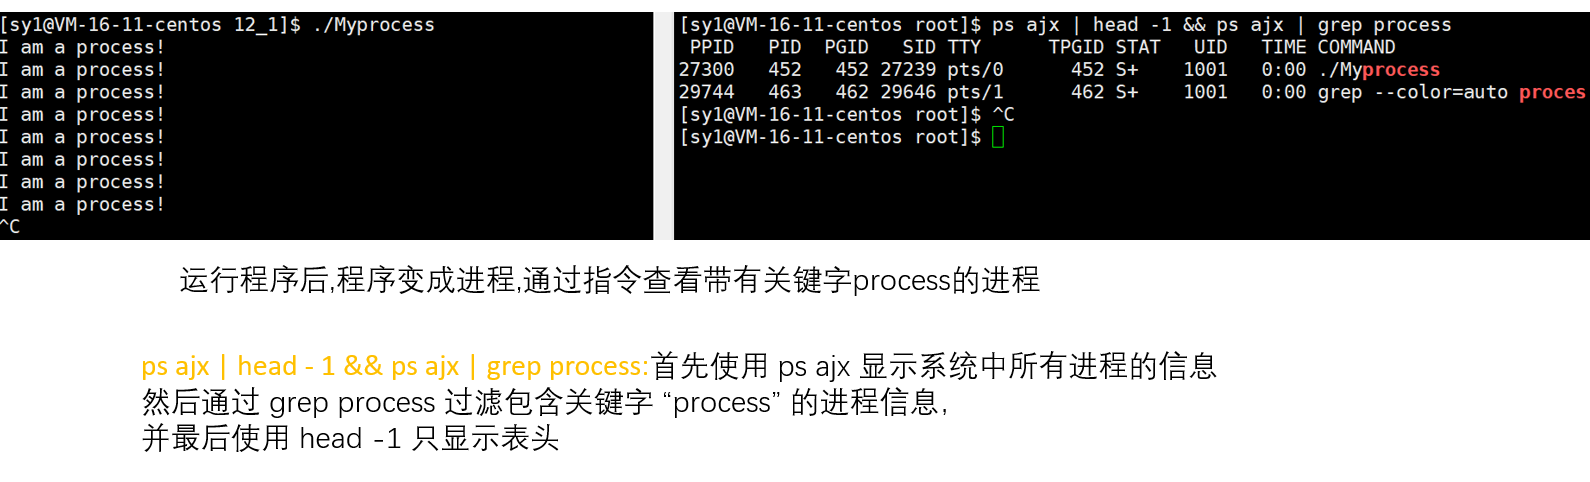 [sy1@VM-16-11-centos 12_1]$ ./Myprocess
I am a process!
I am a process!
I am a process!
I am a process!
I am a process!
I am a process!
I am a process!
I am a process!
^C
[sy1@VM-16-11-centos root]$ ps ajx | head -1 && ps ajx | grep process
PPID PID PGID SID TTY TPGID STAT UID TIME COMMAND
27300 452 452 27239 pts/0 452 S+ 1001 0:00 ./Myprocess
29744 463 462 29646 pts/1 462 S+ 1001 0:00 grep --color=auto proces
[sy1@VM-16-11-centos root]$ ^C
[sy1@VM-16-11-centos root]$
运行程序后,程序变成进程,通过指令查看带有关键字process的进程
ps ajx | head - 1 && ps ajx | grep process:首先使用 ps ajx 显示系统中所有进程的信息
然后通过 grep process 过滤包含关键字 “process” 的进程信息,
并最后使用 head -1 只显示表头